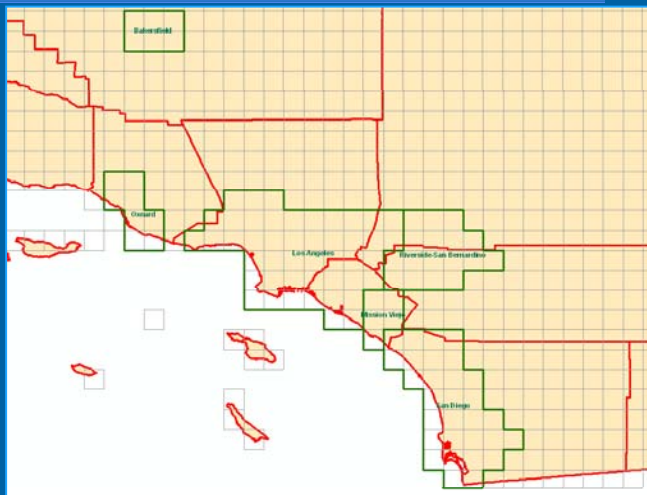 Bakersfield
Oxnard
Los Angeles
Riverside-San Bernardino
Mission Viejo
San Diego